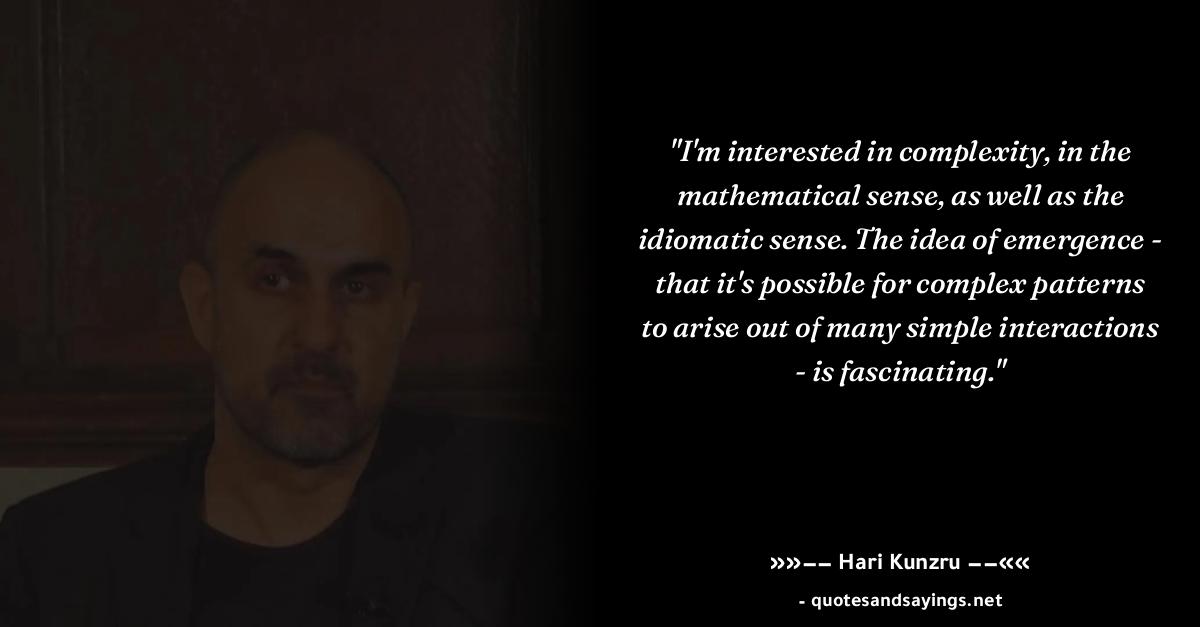 "I'm interested in complexity, in the
mathematical sense, as well as the
idiomatic sense. The idea of emergence -
that it's possible for complex patterns
to arise out of many simple interactions
- is fascinating."
»»−− Hari Kunzru −−««
- quotesandsayings.net